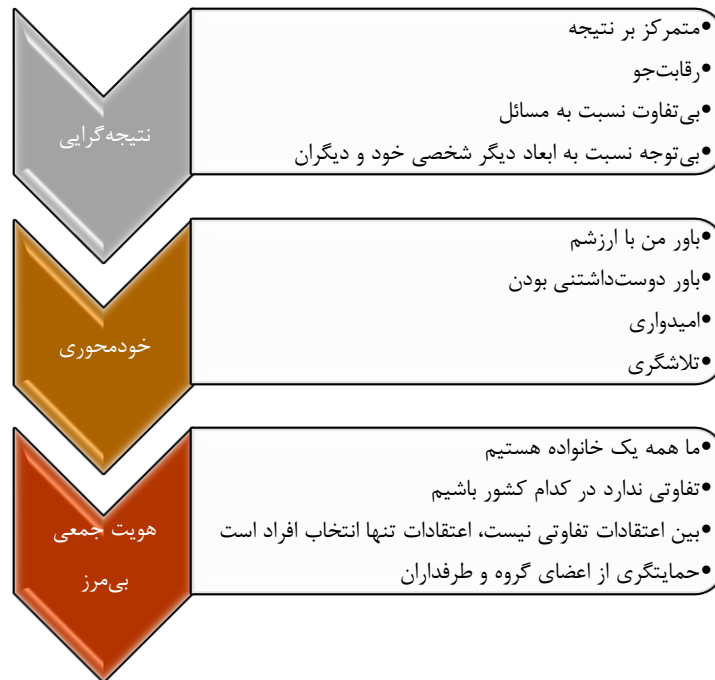 نتیجه‌گرایی
•متمرکز بر نتیجه
•رقابت‌جو
•بی‌تفاوت نسبت به مسائل
•بی‌توجه نسبت به ابعاد دیگر شخصی خود و دیگران
خودمحوری
•باور من با ارزشم
•باور دوست‌داشتنی بودن
•امیدواری
•تلاشگری
هویت جمعی
بی‌مرز
•ما همه یک خانواده هستیم
•تفاوتی ندارد در کدام کشور باشیم
•بین اعتقادات تفاوتی نیست، اعتقادات تنها انتخاب افراد است
•حمایتگری از اعضای گروه و طرفداران